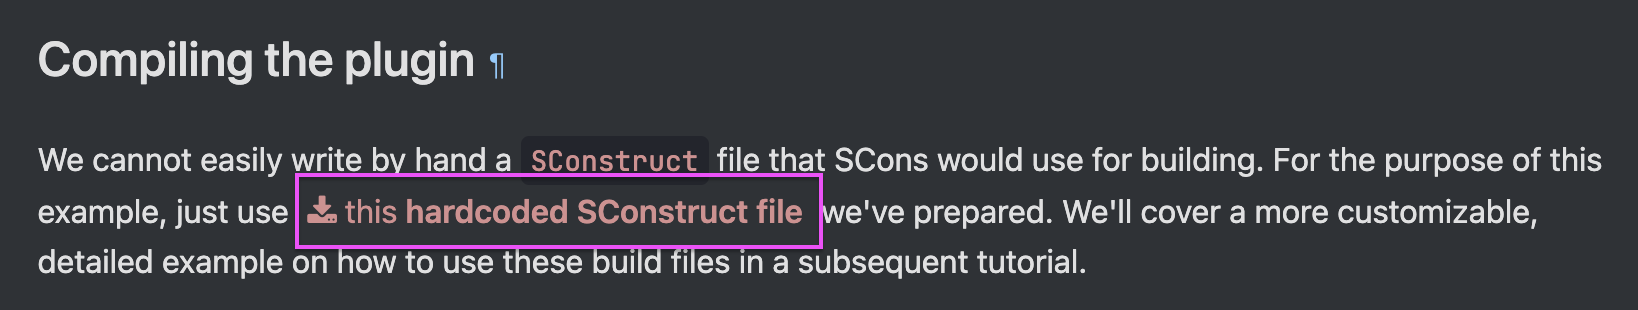 Compiling the plugin ¶
We cannot easily write by hand a SConstruct file that SCons would use for building. For the purpose of this
example, just use this hardcoded SConstruct file we've prepared. We'll cover a more customizable,
detailed example on how to use these build files in a subsequent tutorial.